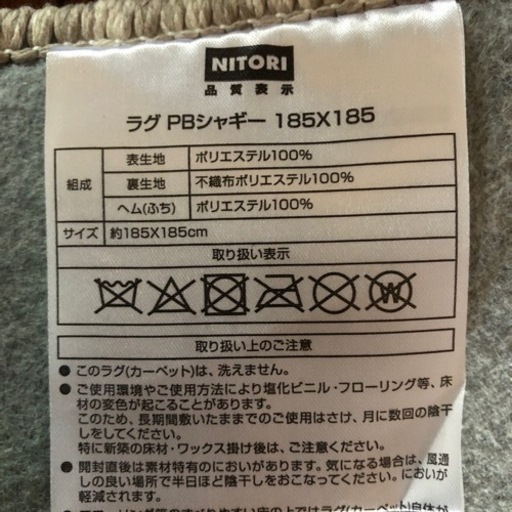 NITORI
品質表示
ラグ PBシャギー 185X185
組成 表生地 ポリエステル100%
裏生地 不織布ポリエステル100%
ヘム(ふち) ポリエステル100%
サイズ 約185X185cm
取り扱い表示
W
取り扱い上のご注意
●このラグ(カーペット)は、洗えません。
●ご使用環境やご使用方法により塩化ビニル・フローリング等、床
材の変色が起こることがあります。
このため、長期間敷いたままでのご使用はさけ、月に数回の陰干
しをしてください。
特に新築の床材・ワックス掛け後は、ご注意ください。
●開封直後は素材特有のにおいがあります。気になる場合は、風通
しの良い場所で半日ほど陰干しをおこなってください。においが
軽減されます。